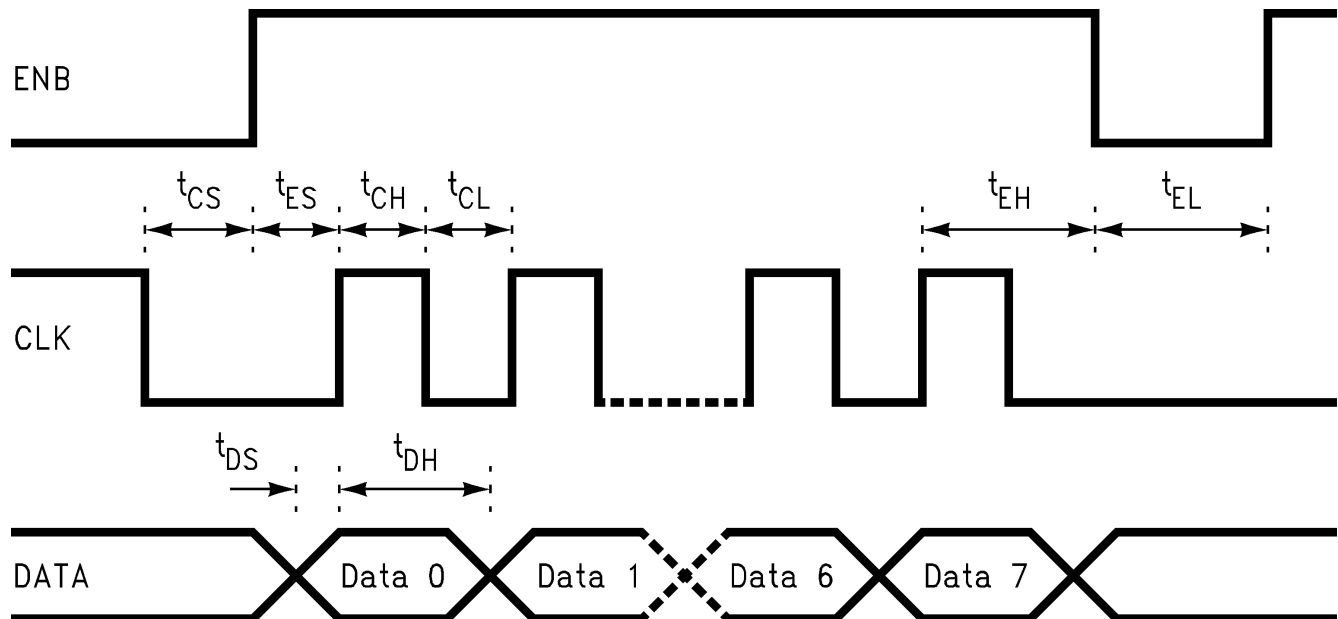 ENB
tCS tES tCH tCL tEH tEL
CLK
tDS tDH
DATA Data 0 Data 1 Data 6 Data 7